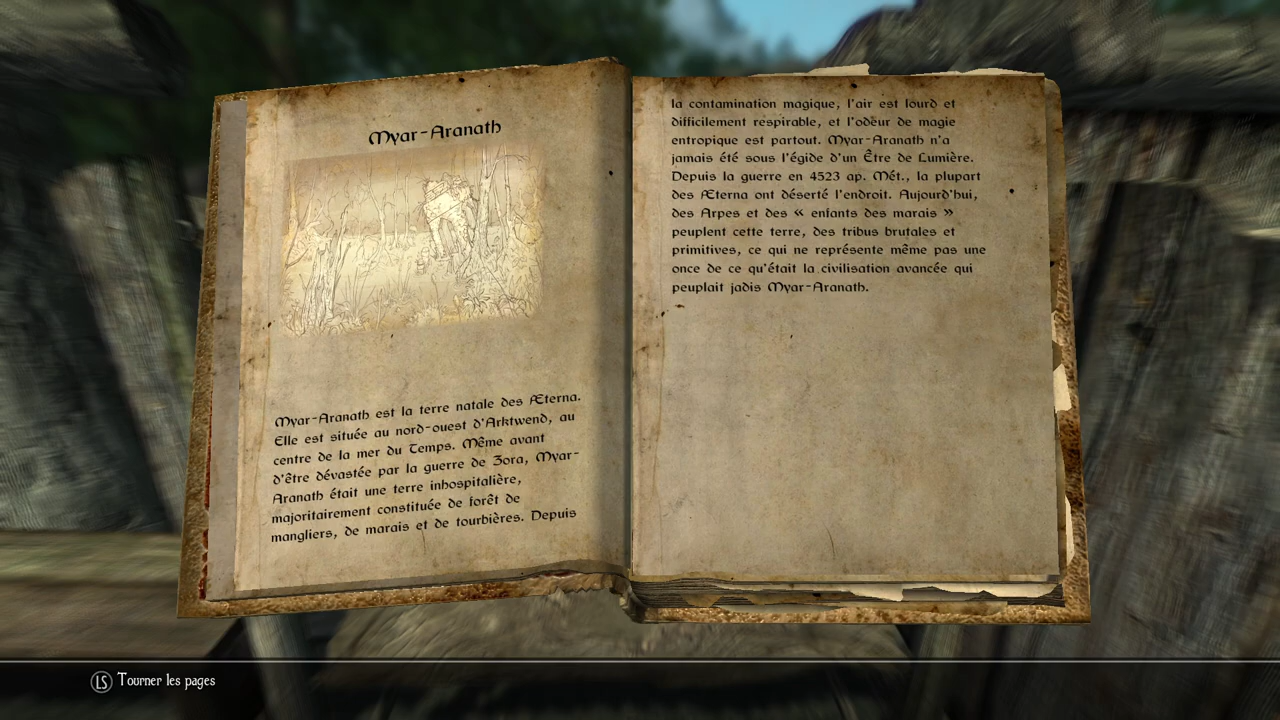 Myar-Aranath
Myar-Aranath est la terre natale des Æterna.
Elle est située au nord-ouest d'Arktwend, au
centre de la mer du Temps. Même avant
d'être dévastée par la guerre de Zora, Myar-
Aranath était une terre inhospitalière,
majoritairement constituée de forêt de
mangliers, de marais et de tourbières. Depuis
la contamination magique, l'air est lourd et
difficilement respirable, et l'odeur de magie
entropique est partout. Myar-Aranath n'a
jamais été sous l'égide d'un Être de Lumière.
Depuis la guerre en 4523 ap. Mét., la plupart
des Æterna ont déserté l'endroit. Aujourd'hui,
des Arpes et des « enfants des marais »
peuplent cette terre, des tribus brutales et
primitives, ce qui ne représente même pas une
once de ce qu'était la civilisation avancée qui
peuplait jadis Myar-Aranath.
LS Tourner les pages